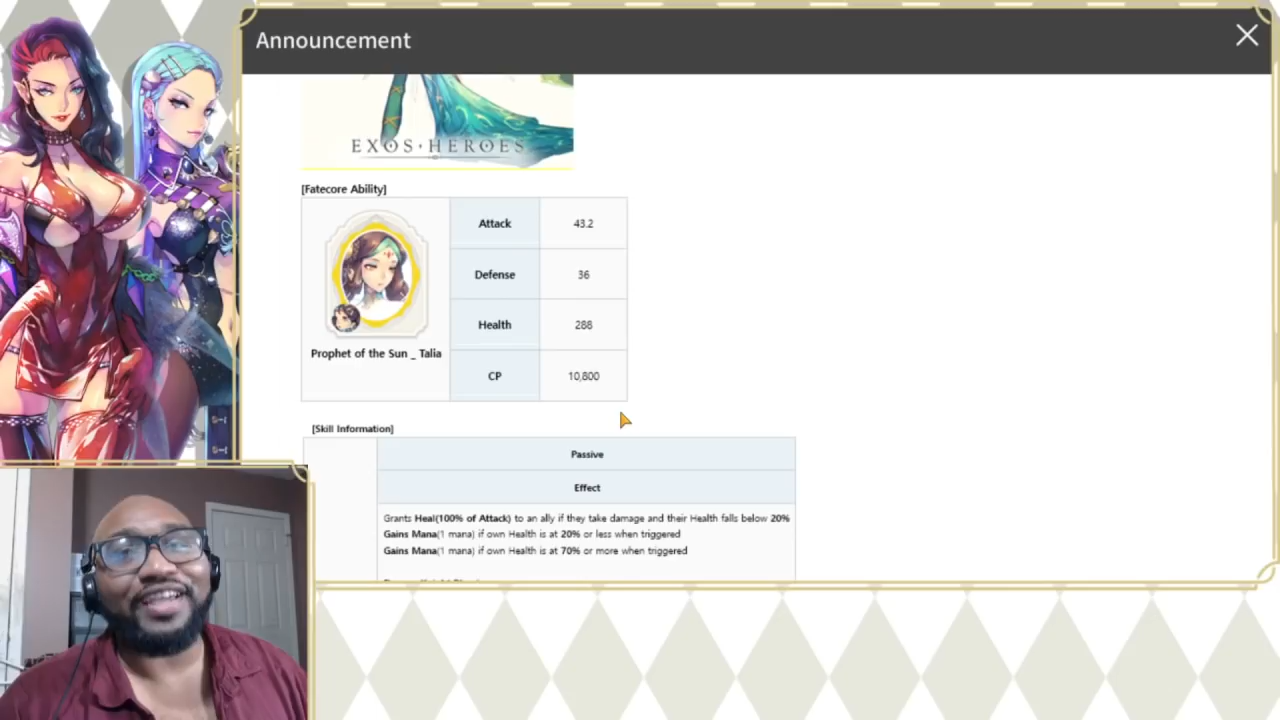 Announcement
EXOS HEROES
[Fatecore Ability]
Attack 43.2
Defense 36
Health 288
Prophet of the Sun _ Talia
CP 10,800
[Skill Information]
Passive
Effect
Grants Heal(100% of Attack) to an ally if they take damage and their Health falls below 20%
Gains Mana(1 mana) if own Health is at 20% or less when triggered
Gains Mana(1 mana) if own Health is at 70% or more when triggered